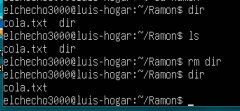 elchecho3000@luis-hogar:~/Ramon$ dir
cola.txt  dir
elchecho3000@luis-hogar:~/Ramon$ ls
cola.txt  dir
elchecho3000@luis-hogar:~/Ramon$ rm dir
elchecho3000@luis-hogar:~/Ramon$ dir
cola.txt
elchecho3000@luis-hogar:~/Ramon$ _